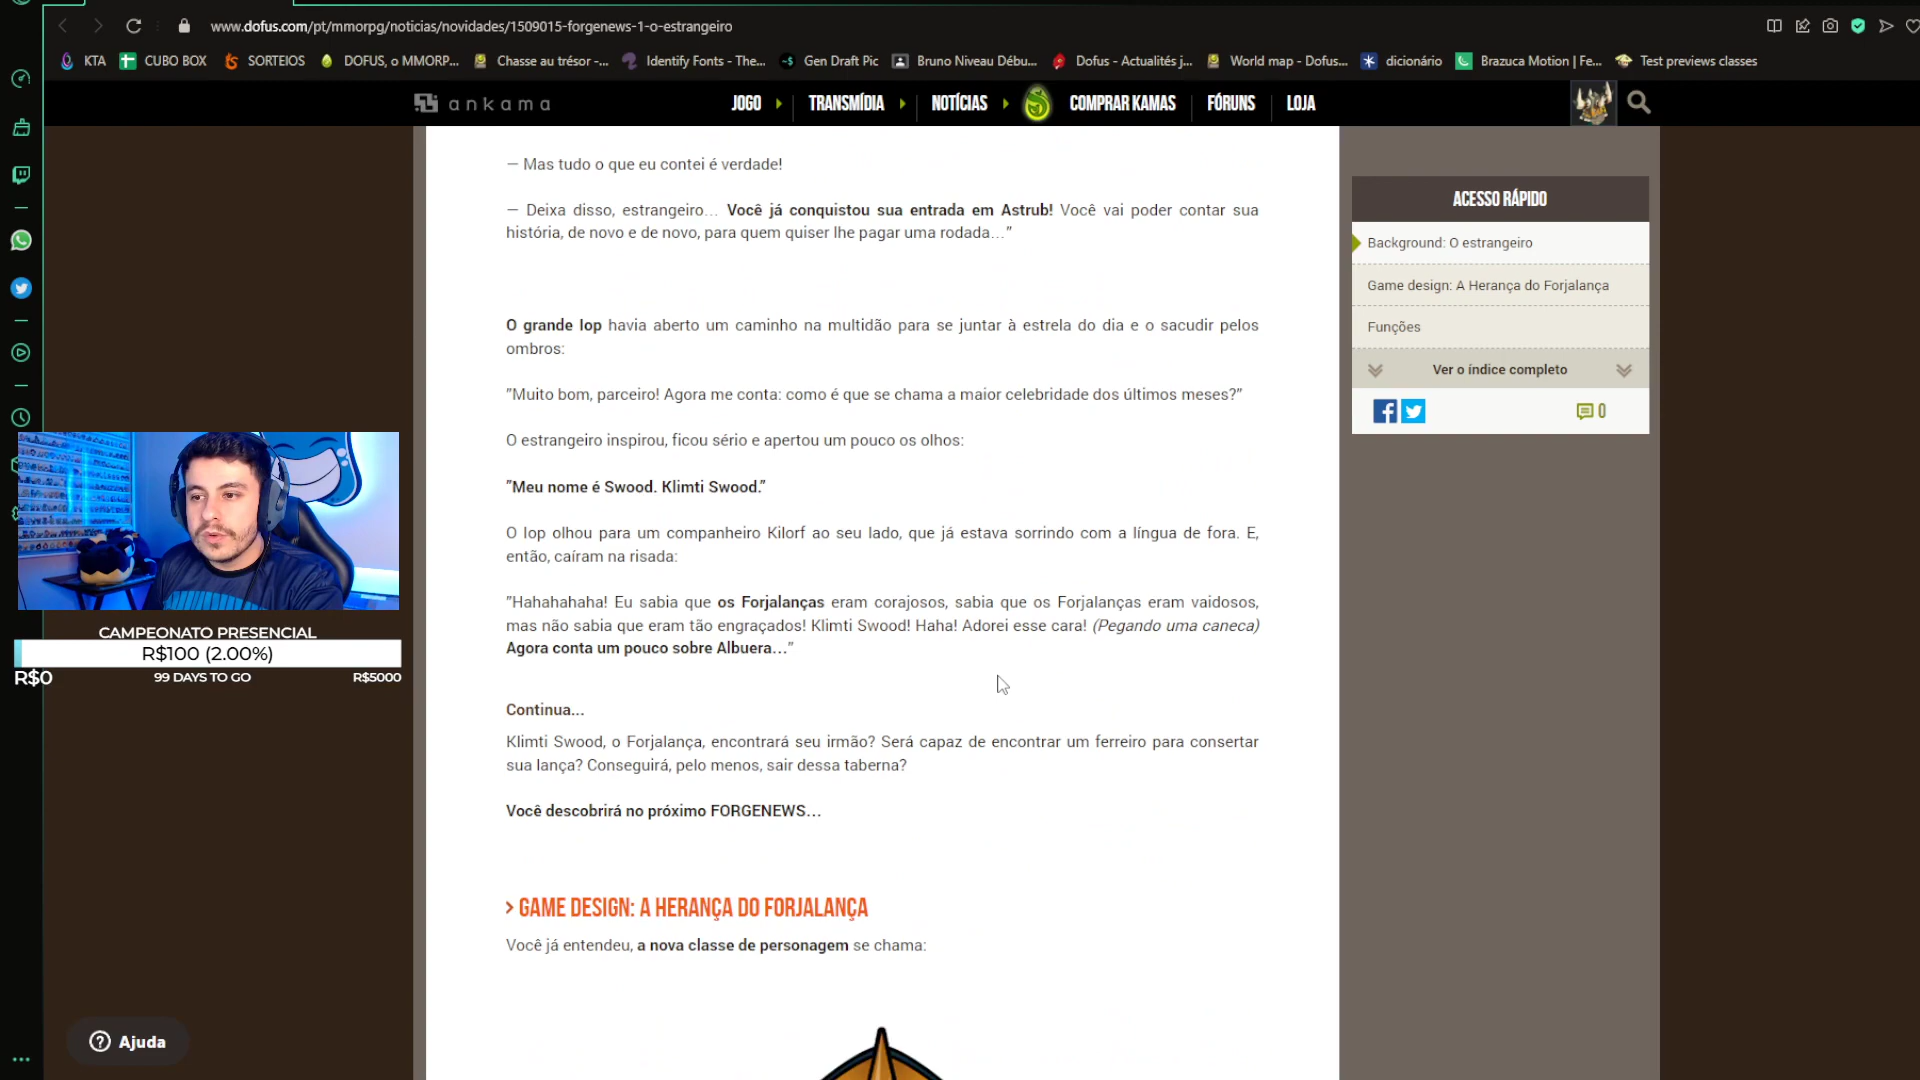 www.dofus.com/pt/mmorpg/noticias/novidades/1509015-forgenews-1-o-estrangeiro
KTA
CUBO BOX
SORTEIOS
DOFUS, o MMORP...
Chasse au trésor -...
Identify Fonts - The...
Gen Draft Pic
Bruno Niveau Débu...
Dofus - Actualités j...
World map - Dofus...
dicionário
Brazuca Motion | Fe...
Test previews classes
ankama
JOGO
TRANSMÍDIA
NOTÍCIAS
COMPRAR KAMAS
FÓRUNS
LOJA
— Mas tudo o que eu contei é verdade!
— Deixa disso, estrangeiro… Você já conquistou sua entrada em Astrub! Você vai poder contar sua
história, de novo e de novo, para quem quiser lhe pagar uma rodada…”
O grande Iop havia aberto um caminho na multidão para se juntar à estrela do dia e o sacudir pelos
ombros:
”Muito bom, parceiro! Agora me conta: como é que se chama a maior celebridade dos últimos meses?”
O estrangeiro inspirou, ficou sério e apertou um pouco os olhos:
”Meu nome é Swood. Klimti Swood.”
O Iop olhou para um companheiro Kilorf ao seu lado, que já estava sorrindo com a língua de fora. E,
então, caíram na risada:
”Hahahahaha! Eu sabia que os Forjalanças eram corajosos, sabia que os Forjalanças eram vaidosos,
mas não sabia que eram tão engraçados! Klimti Swood! Haha! Adorei esse cara! (Pegando uma caneca)
Agora conta um pouco sobre Albuera…”
Continua...
Klimti Swood, o Forjalança, encontrará seu irmão? Será capaz de encontrar um ferreiro para consertar
sua lança? Conseguirá, pelo menos, sair dessa taberna?
Você descobrirá no próximo FORGENEWS…
> GAME DESIGN: A HERANÇA DO FORJALANÇA
Você já entendeu, a nova classe de personagem se chama:
ACESSO RÁPIDO
Background: O estrangeiro
Game design: A Herança do Forjalança
Funções
Ver o índice completo
0
CAMPEONATO PRESENCIAL
R$100 (2.00%)
R$0
99 DAYS TO GO
R$5000
? Ajuda